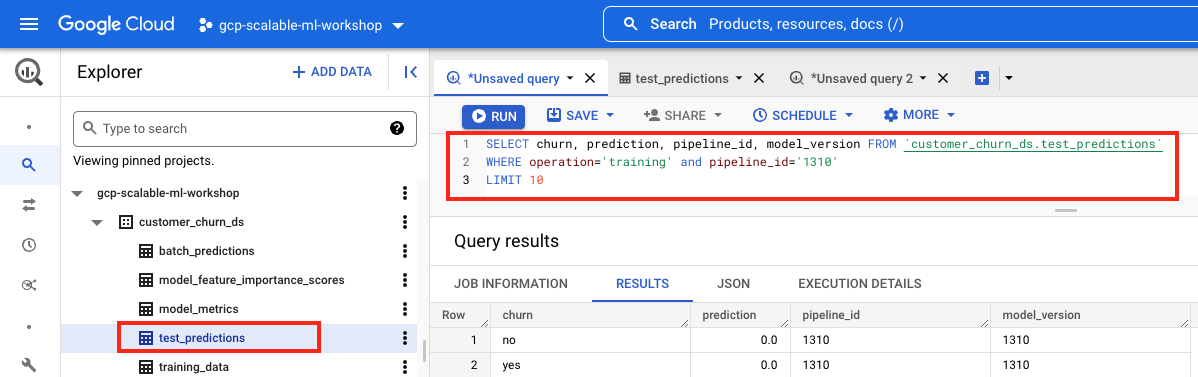 Google Cloud
gcp-scalable-ml-workshop
Search Products, resources, docs (/)
Explorer
+ ADD DATA
*Unsaved query
test_predictions
*Unsaved query 2
Type to search
?
RUN
SAVE
SHARE
SCHEDULE
MORE
Viewing pinned projects.
1 SELECT churn, prediction, pipeline_id, model_version FROM `customer_churn_ds.test_predictions`
2 WHERE operation='training' and pipeline_id='1310'
3 LIMIT 10
gcp-scalable-ml-workshop
customer_churn_ds
batch_predictions
model_feature_importance_scores
model_metrics
test_predictions
training_data
Query results
JOB INFORMATION RESULTS JSON EXECUTION DETAILS
Row churn prediction pipeline_id model_version
1 no 0.0 1310 1310
2 yes 0.0 1310 1310